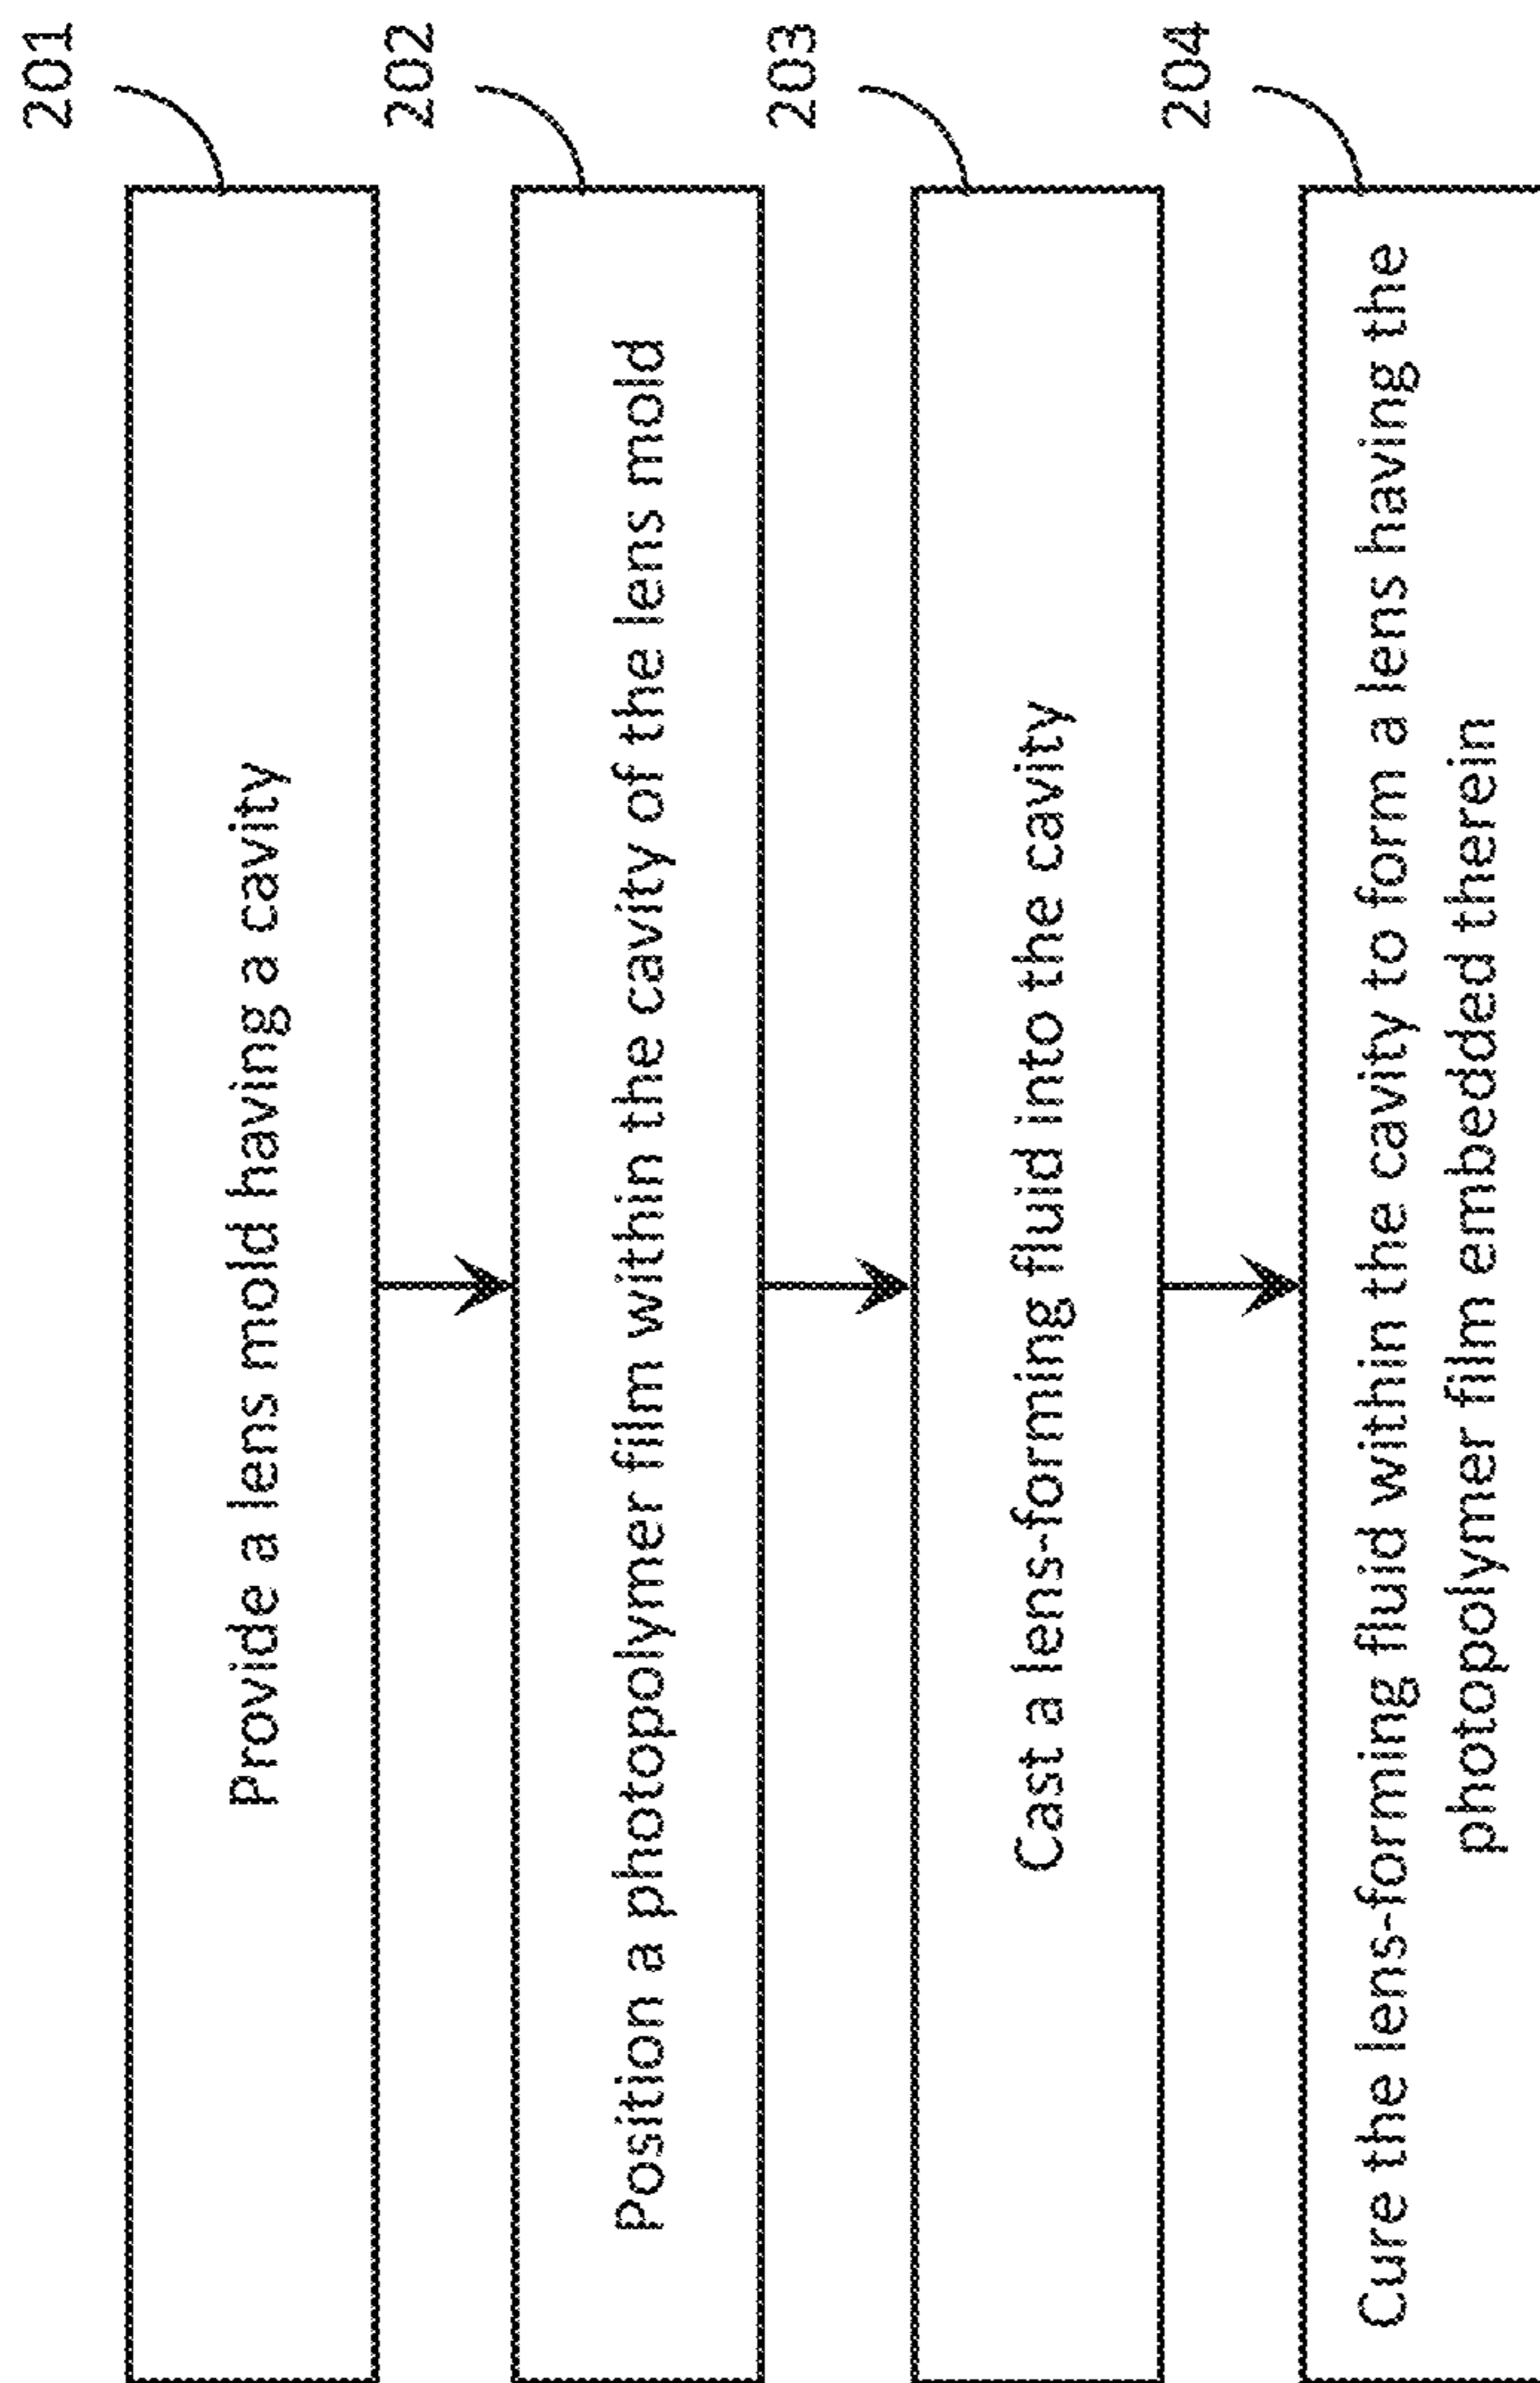 201
Provide a lens mold having a cavity
202
Position a photopolymer film within the cavity of the lens mold
203
Cast a lens-forming fluid into the cavity
204
Cure the lens-forming fluid within the cavity to form a lens having the
photopolymer film embedded therein